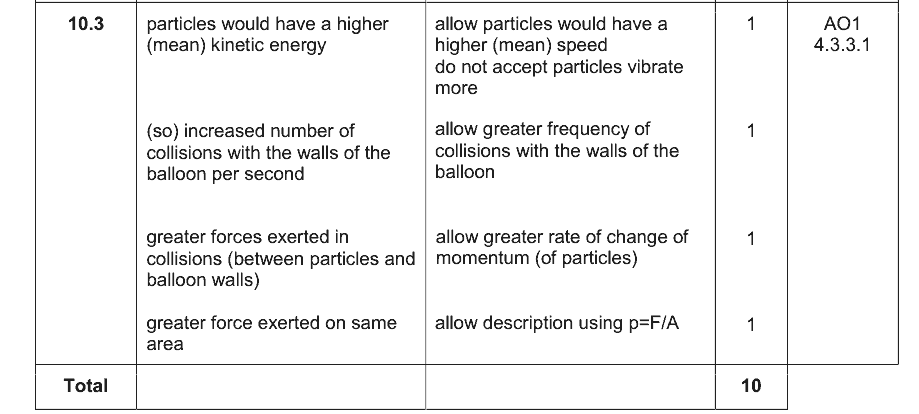 10.3
particles would have a higher
(mean) kinetic energy
allow particles would have a
higher (mean) speed
do not accept particles vibrate
more
1
AO1
4.3.3.1
(so) increased number of
collisions with the walls of the
balloon per second
allow greater frequency of
collisions with the walls of the
balloon
1
greater forces exerted in
collisions (between particles and
balloon walls)
allow greater rate of change of
momentum (of particles)
1
greater force exerted on same
area
allow description using p=F/A
1
Total
10